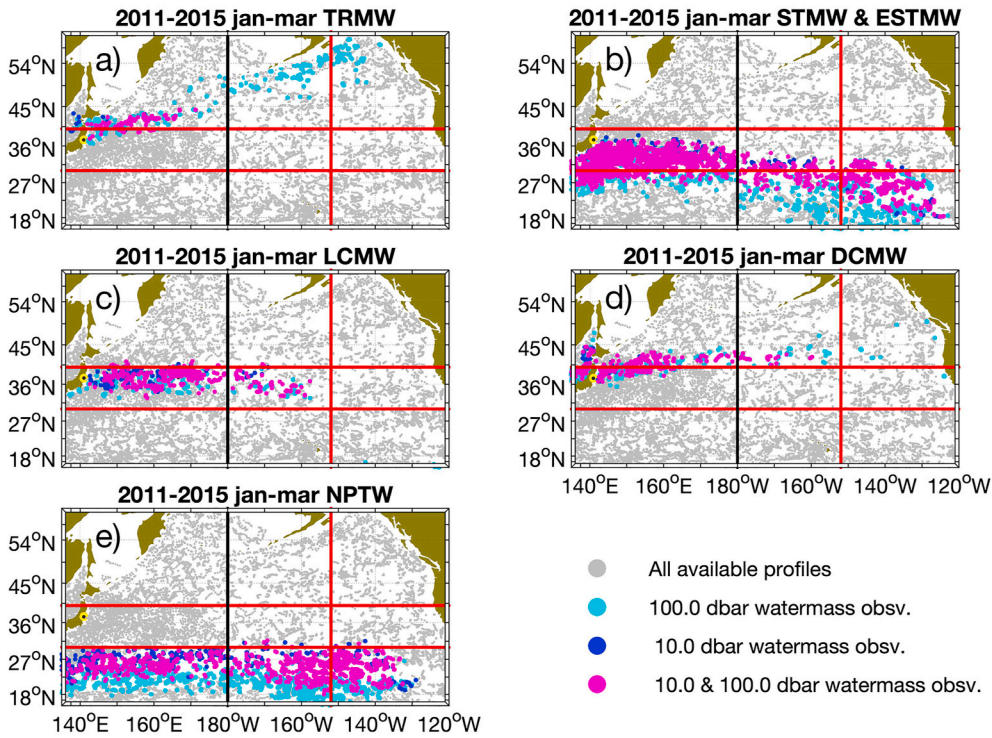 2011-2015 jan-mar TRMW
a)
54°N
45°N
36°N
27°N
18°N
2011-2015 jan-mar STMW & ESTMW
b)
54°N
45°N
36°N
27°N
18°N
2011-2015 jan-mar LCMW
c)
54°N
45°N
36°N
27°N
18°N
2011-2015 jan-mar DCMW
d)
54°N
45°N
36°N
27°N
18°N
140°E 160°E 180°W 160°W 140°W 120°W
2011-2015 jan-mar NPTW
e)
54°N
45°N
36°N
27°N
18°N
140°E 160°E 180°W 160°W 140°W 120°W
All available profiles
100.0 dbar watermass obsv.
10.0 dbar watermass obsv.
10.0 & 100.0 dbar watermass obsv.